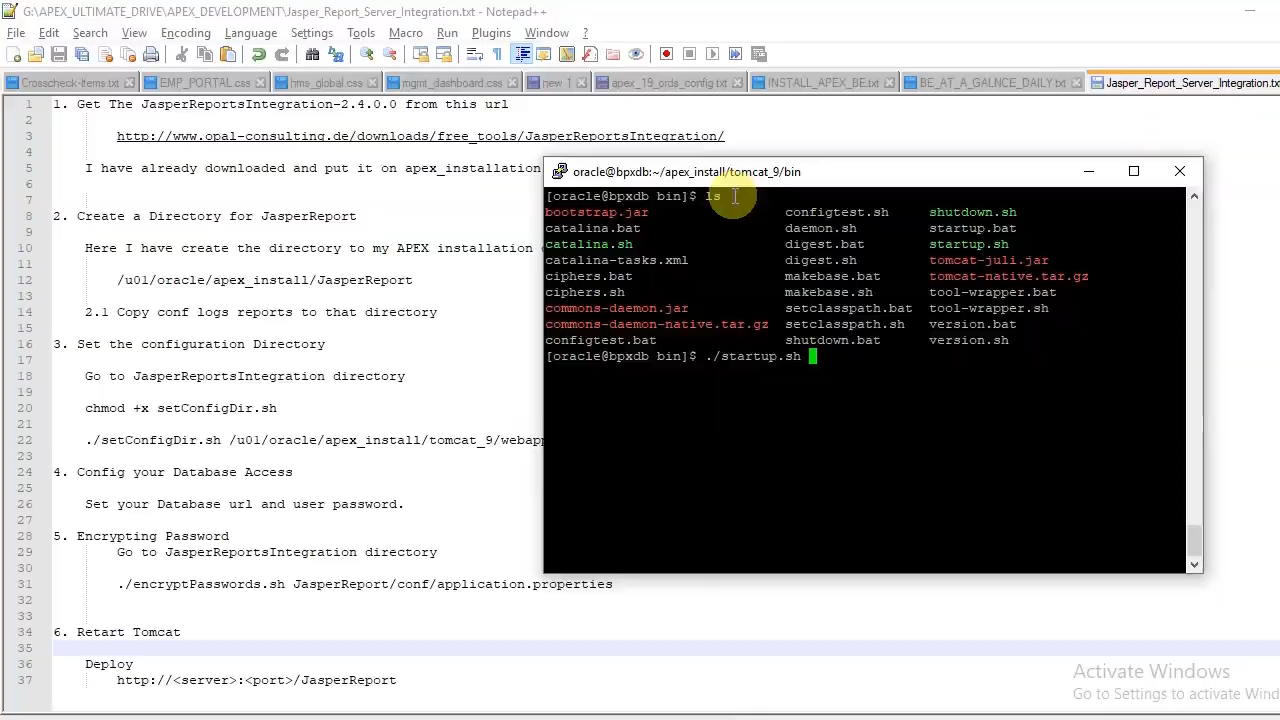 G:\APEX_ULTIMATE_DRIVE\APEX_DEVELOPMENT\Jasper_Report_Server_Integration.txt - Notepad++
File Edit Search View Encoding Language Settings Tools Macro Run Plugins Window ?
Crosscheck-Items.txt EMP_PORTAL.css hms_global.css mgmt_dashboard.css new 1 apex_19_ords_config.txt INSTALL_APEX_BE.txt BE_AT_A_GALNCE_DAILY.txt Jasper_Report_Server_Integration.txt
1 1. Get The JasperReportsIntegration-2.4.0.0 from this url
2
3 http://www.opal-consulting.de/downloads/free_tools/JasperReportsIntegration/
4
5 I have already downloaded and put it on apex_installation
6
7
8 2. Create a Directory for JasperReport
9
10 Here I have create the directory to my APEX installation
11
12 /u01/oracle/apex_install/JasperReport
13
14 2.1 Copy conf logs reports to that directory
15
16 3. Set the configuration Directory
17
18 Go to JasperReportsIntegration directory
19
20 chmod +x setConfigDir.sh
21
22 ./setConfigDir.sh /u01/oracle/apex_install/tomcat_9/webapp
23
24 4. Config your Database Access
25
26 Set your Database url and user password.
27
28 5. Encrypting Password
29 Go to JasperReportsIntegration directory
30
31 ./encryptPasswords.sh JasperReport/conf/application.properties
32
33
34 6. Retart Tomcat
35
36 Deploy
37 http://<server>:<port>/JasperReport
oracle@bpxdb:~/apex_install/tomcat_9/bin
[oracle@bpxdb bin]$ ls
bootstrap.jar configtest.sh shutdown.sh
catalina.bat daemon.sh startup.bat
catalina.sh digest.bat startup.sh
catalina-tasks.xml digest.sh tomcat-juli.jar
ciphers.bat makebase.bat tomcat-native.tar.gz
ciphers.sh makebase.sh tool-wrapper.bat
commons-daemon.jar setclasspath.bat tool-wrapper.sh
commons-daemon-native.tar.gz setclasspath.sh version.bat
configtest.bat shutdown.bat version.sh
[oracle@bpxdb bin]$ ./startup.sh
Activate Windows
Go to Settings to activate Wind